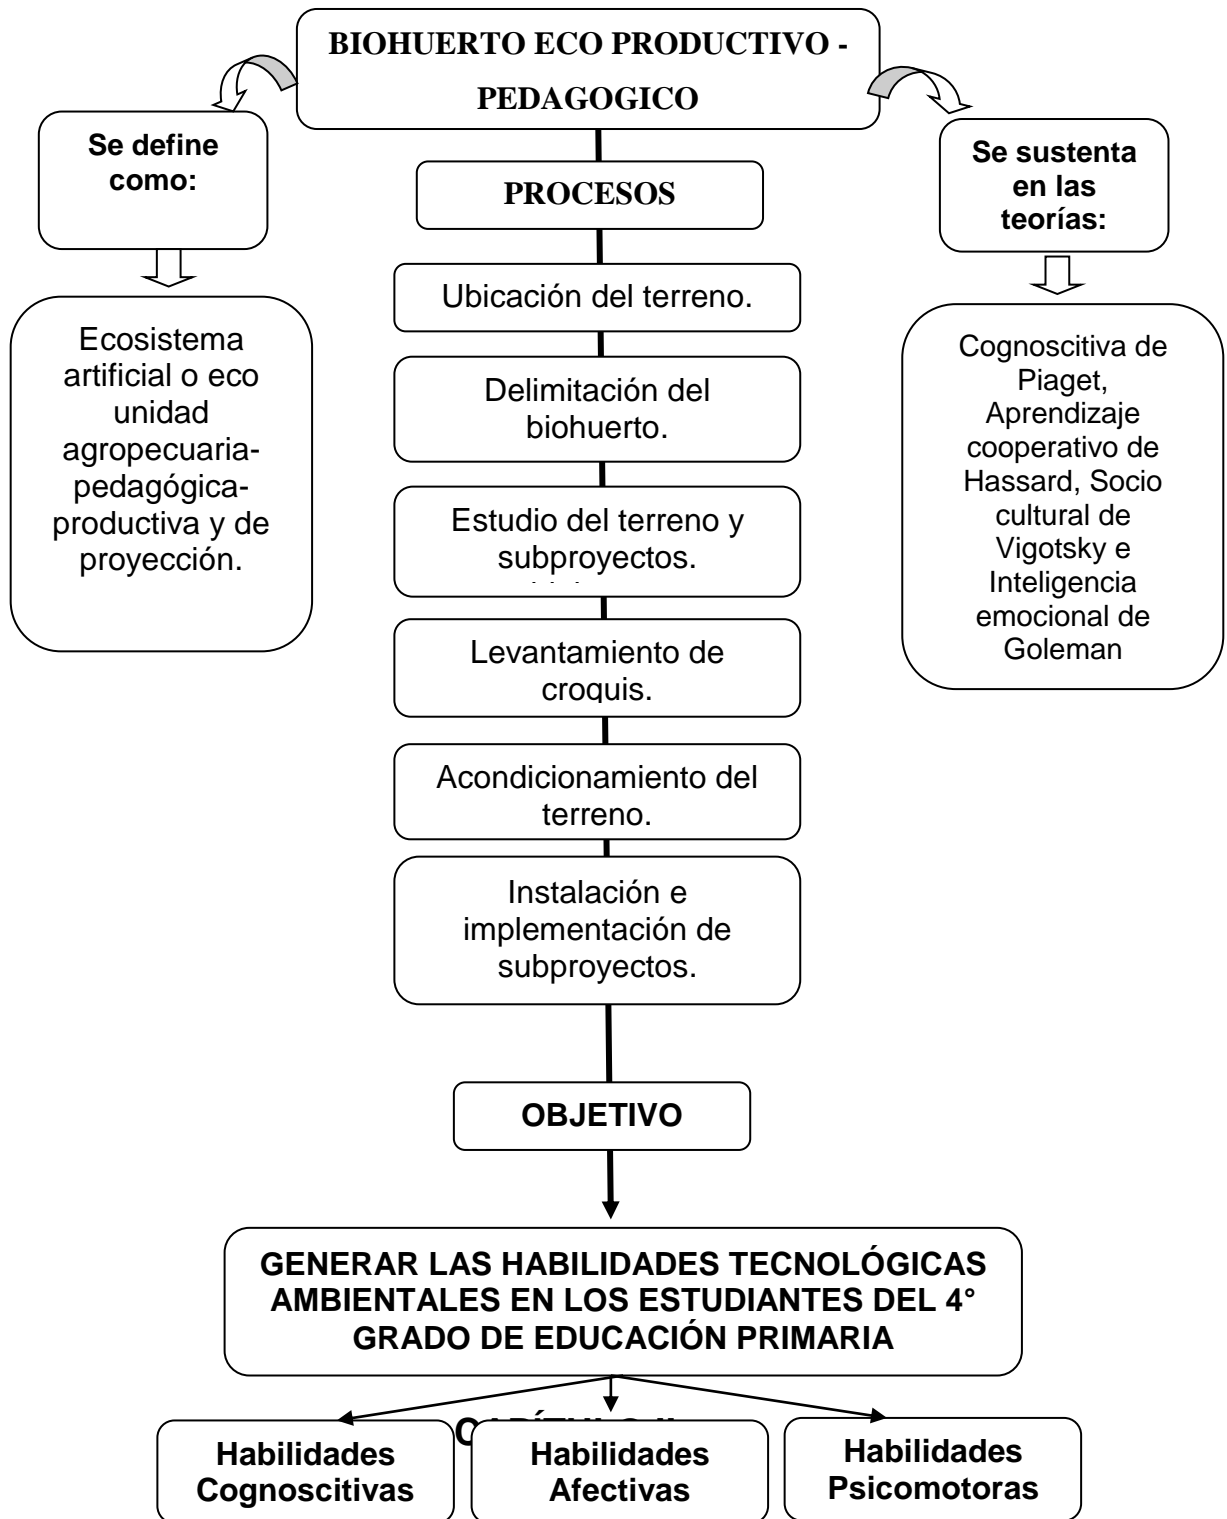 BIOHUERTO ECO PRODUCTIVO -
PEDAGOGICO
Se define
como:
Ecosistema
artificial o eco
unidad
agropecuaria-
pedagógica-
productiva y de
proyección.
PROCESOS
Ubicación del terreno.
Delimitación del
biohuerto.
Estudio del terreno y
subproyectos.
Levantamiento de
croquis.
Acondicionamiento del
terreno.
Instalación e
implementación de
subproyectos.
Se sustenta
en las
teorías:
Cognoscitiva de
Piaget,
Aprendizaje
cooperativo de
Hassard, Socio
cultural de
Vigotsky e
Inteligencia
emocional de
Goleman
OBJETIVO
GENERAR LAS HABILIDADES TECNOLÓGICAS
AMBIENTALES EN LOS ESTUDIANTES DEL 4°
GRADO DE EDUCACIÓN PRIMARIA
Habilidades
Cognoscitivas
Habilidades
Afectivas
Habilidades
Psicomotoras